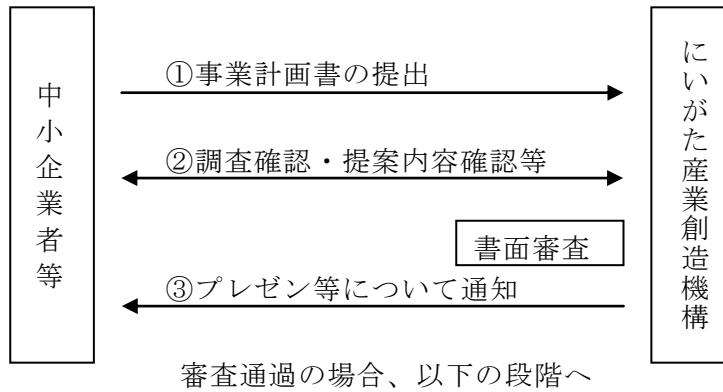 中小企業者等
①事業計画書の提出
②調査確認・提案内容確認等
書面審査
③プレゼン等について通知
にいがた産業創造機構
審査通過の場合、以下の段階へ